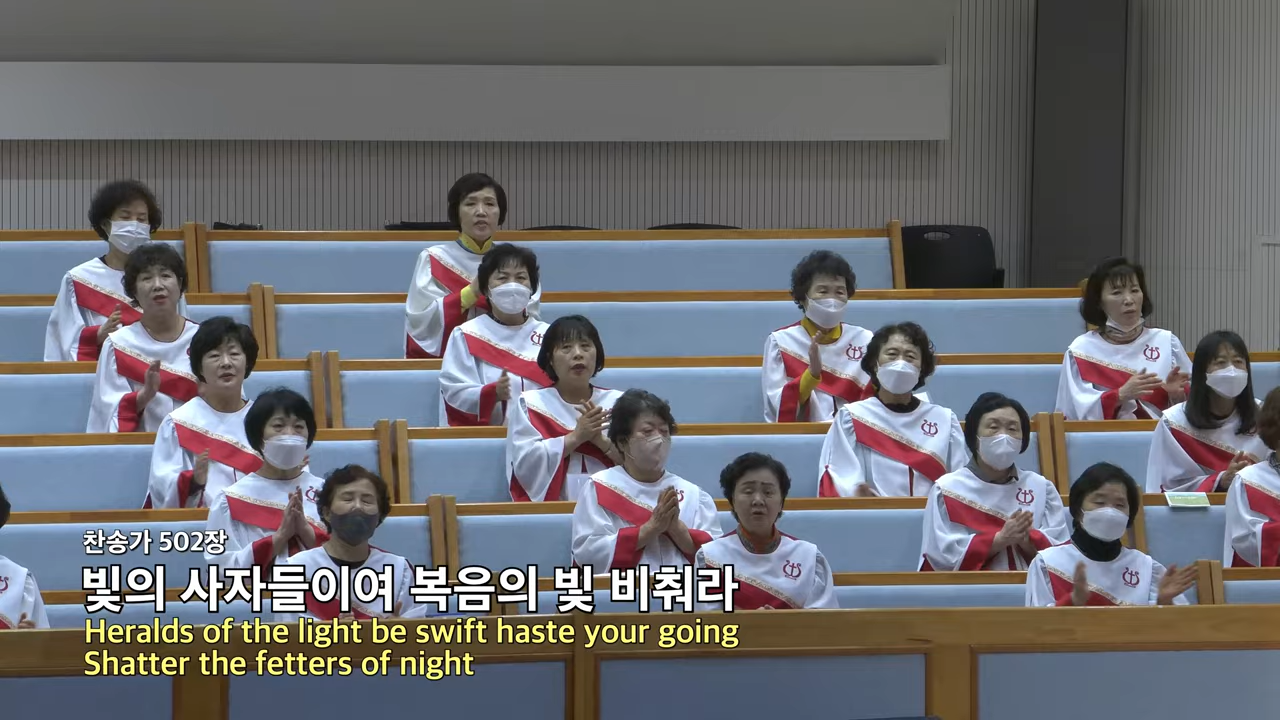 찬송가 502장
빛의 사자들이여 복음의 빛 비춰라
Heralds of the light be swift haste your going
Shatter the fetters of night